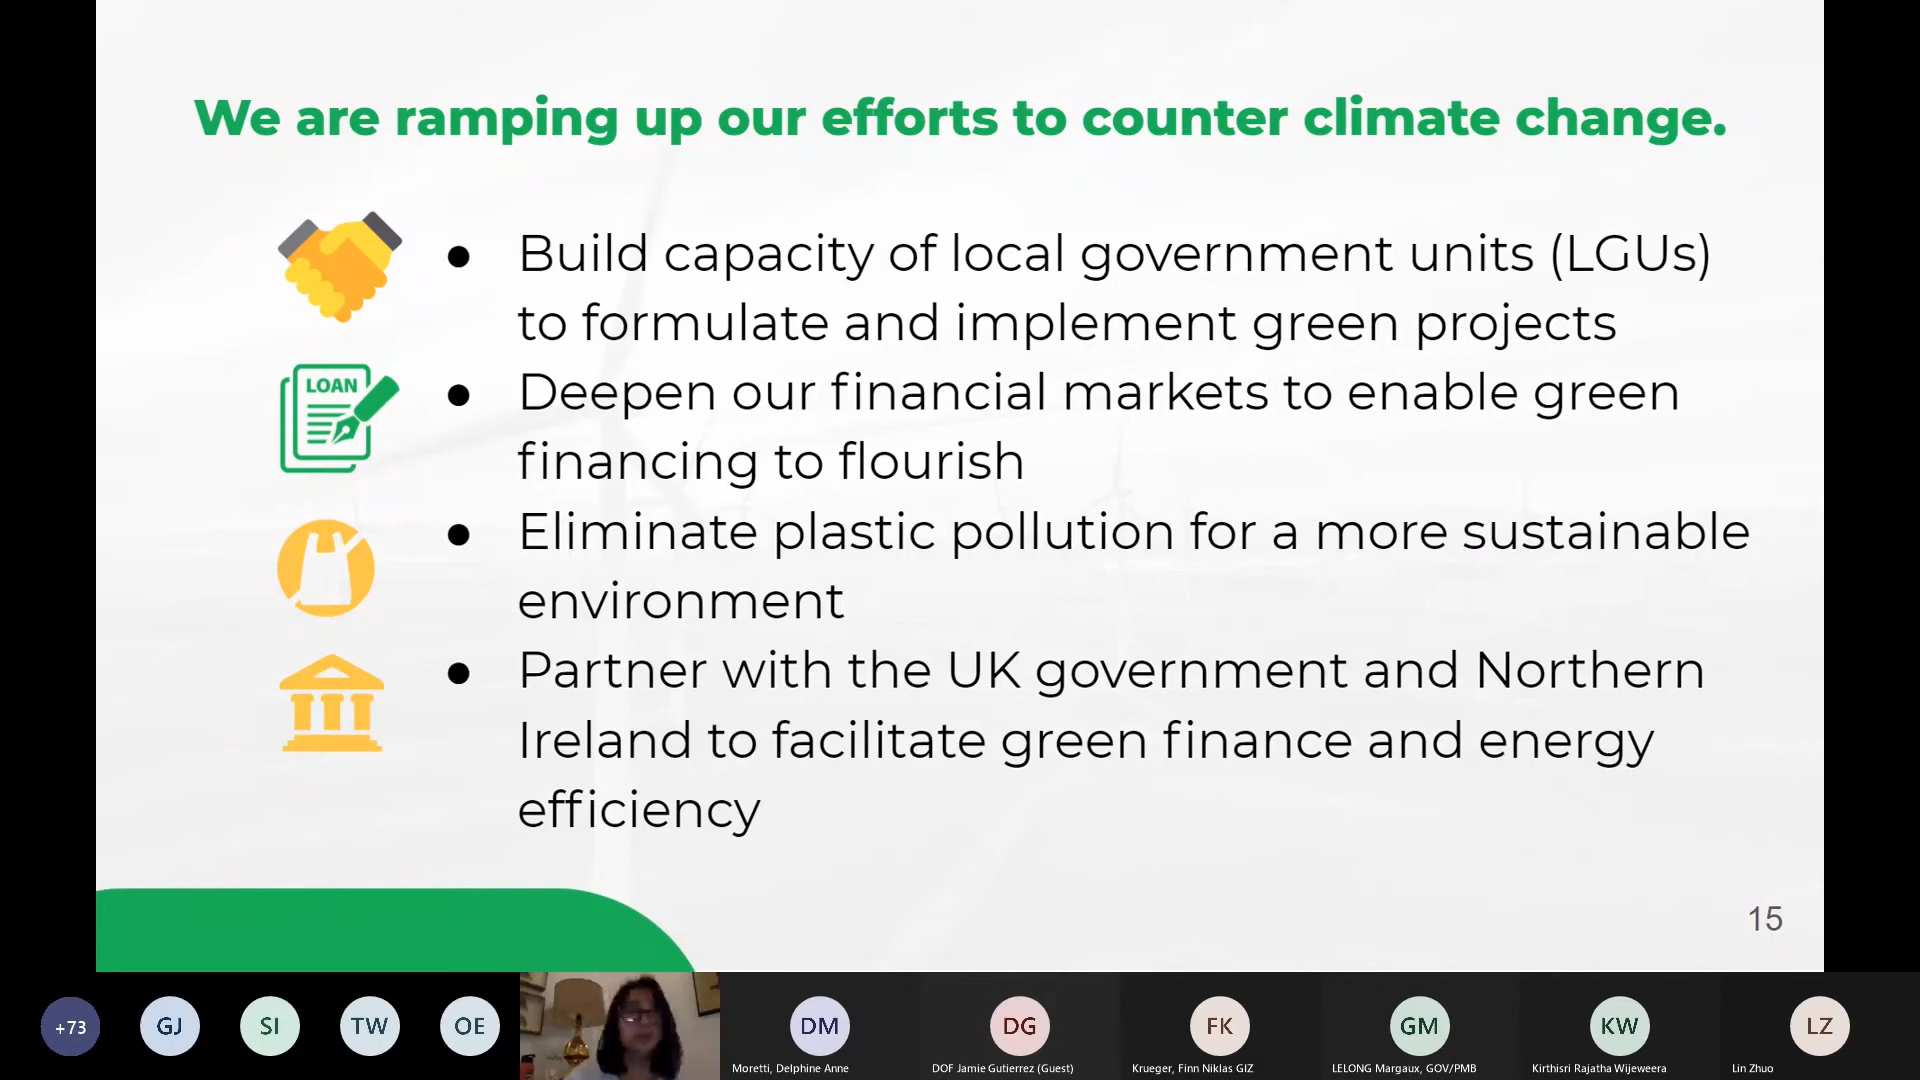 We are ramping up our efforts to counter climate change.
● Build capacity of local government units (LGUs)
to formulate and implement green projects
LOAN
● Deepen our financial markets to enable green
financing to flourish
● Eliminate plastic pollution for a more sustainable
environment
● Partner with the UK government and Northern
Ireland to facilitate green finance and energy
efficiency
15
+73
GJ
SI
TW
OE
DM
Moretti, Delphine Anne
DG
DOF Jamie Gutierrez (Guest)
FK
Krueger, Finn Niklas GIZ
GM
LELONG Margaux, GOV/PMB
KW
Kirthisri Rajatha Wijeweera
LZ
Lin Zhuo